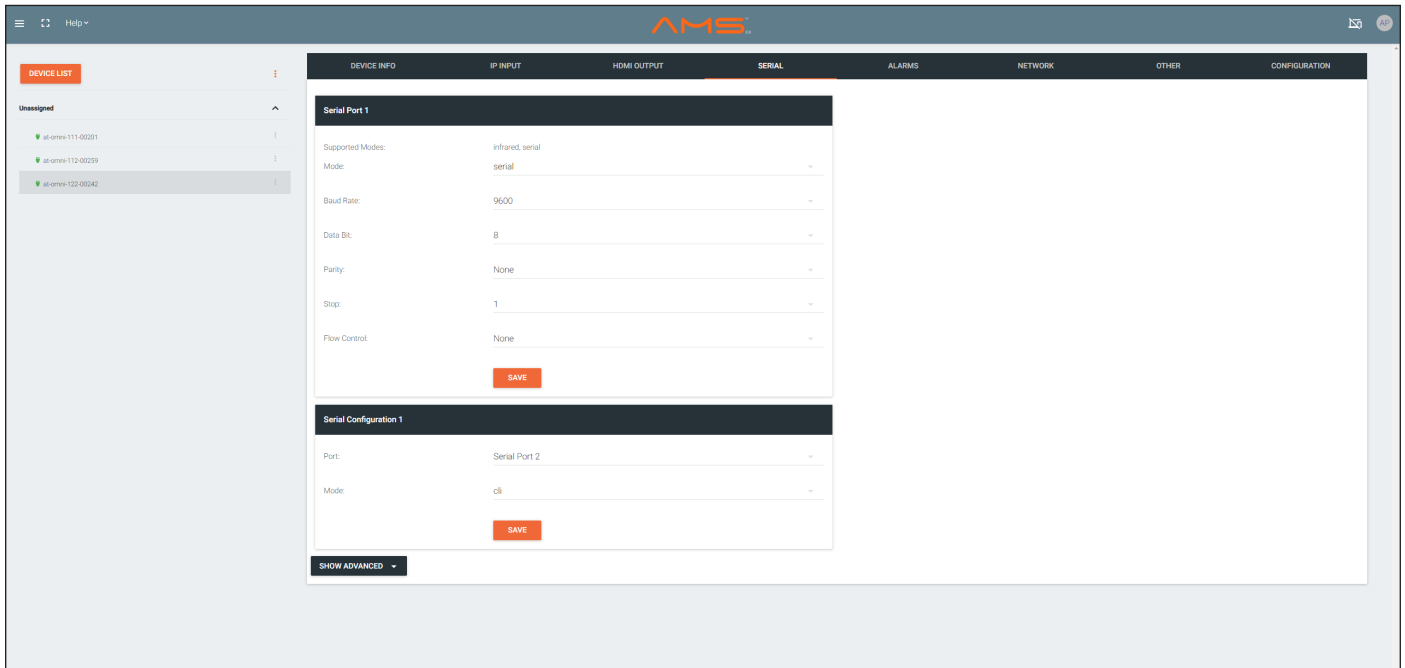 Help
AMS
AP
DEVICE LIST
Unassigned
at-omni-111-00201
at-omni-112-00259
at-omni-122-00242
DEVICE INFO IP INPUT HDMI OUTPUT SERIAL ALARMS NETWORK OTHER CONFIGURATION
Serial Port 1
Supported Modes: infrared, serial
Mode: serial
Baud Rate: 9600
Data Bit: 8
Parity: None
Stop: 1
Flow Control: None
SAVE
Serial Configuration 1
Port: Serial Port 2
Mode: cli
SAVE
SHOW ADVANCED